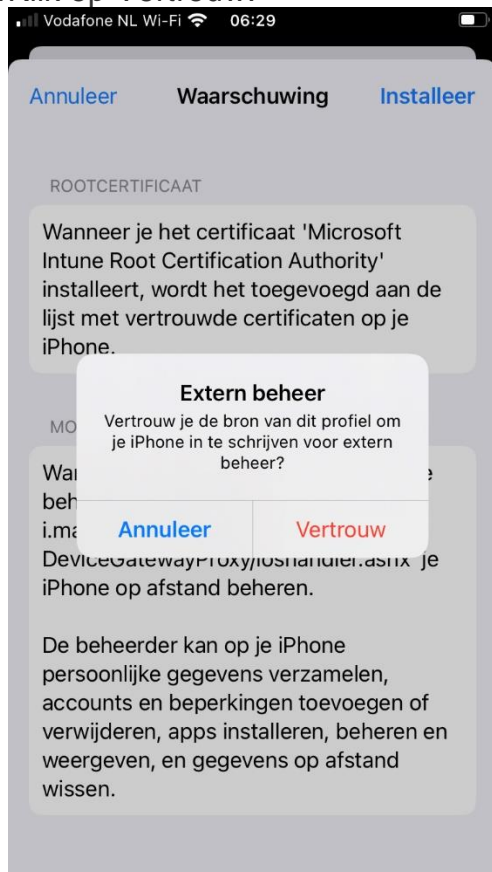 Vodafone NL Wi-Fi 06:29
Annuleer Waarschuwing Installeer
ROOTCERTIFICAAT
Wanneer je het certificaat 'Microsoft
Intune Root Certification Authority'
installeert, wordt het toegevoegd aan de
lijst met vertrouwde certificaten op je
iPhone.
Extern beheer
Vertrouw je de bron van dit profiel om
je iPhone in te schrijven voor extern
beheer?
Annuleer Vertrouw
je
iPhone op afstand beheren.
De beheerder kan op je iPhone
persoonlijke gegevens verzamelen,
accounts en beperkingen toevoegen of
verwijderen, apps installeren, beheren en
weergeven, en gegevens op afstand
wissen.